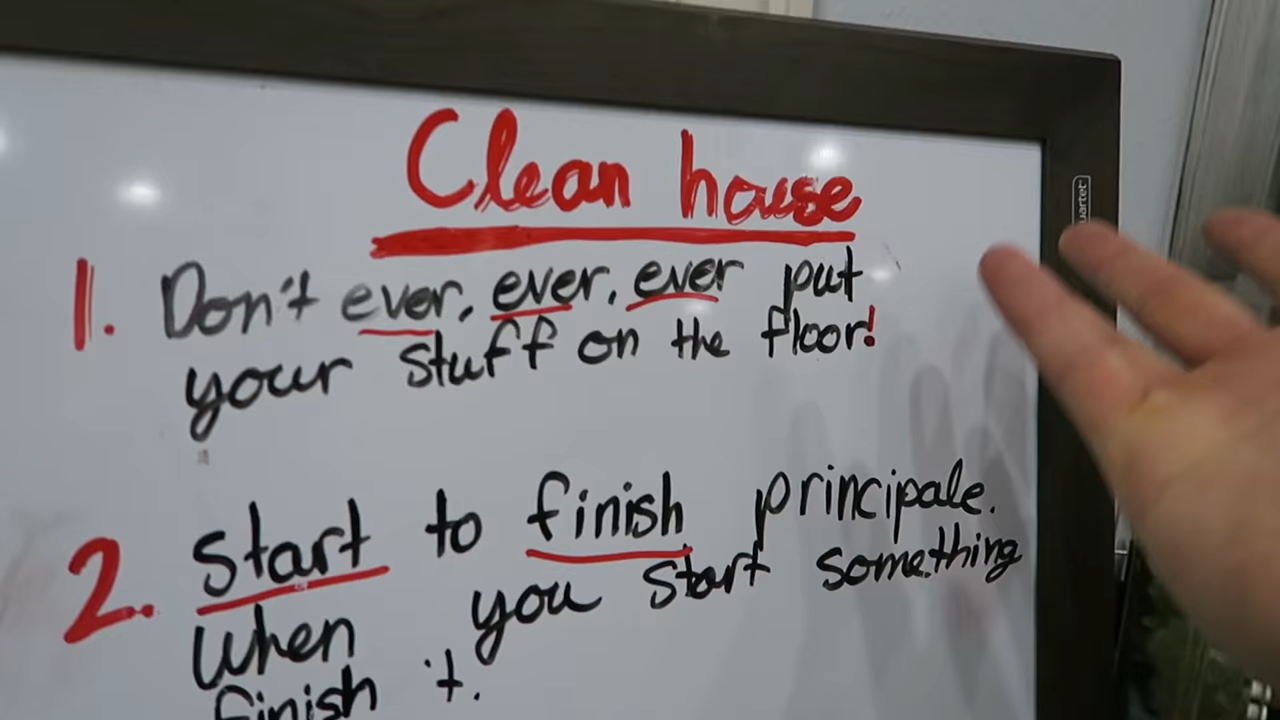 Clean house
1. Don't ever, ever, ever put
your stuff on the floor!
2. Start to finish principale.
When you start something
finish it.